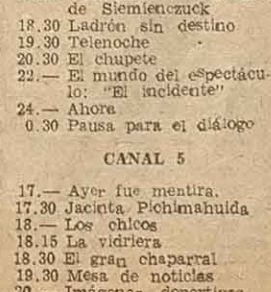 de Siemienczuck
18.30 Ladrón sin destino
19.30 Telenoche
20.30 El chupete
22.— El mundo del espectácu-
lo: "El incidente"
24.— Ahora
0.30 Pausa para el diálogo
CANAL 5
17.— Ayer fue mentira.
17.30 Jacinta Pichimahuida
18.— Los chicos
18.15 La vidriera
18.30 El gran chaparral
19.30 Mesa de noticias
20.— Imágenes deportivas